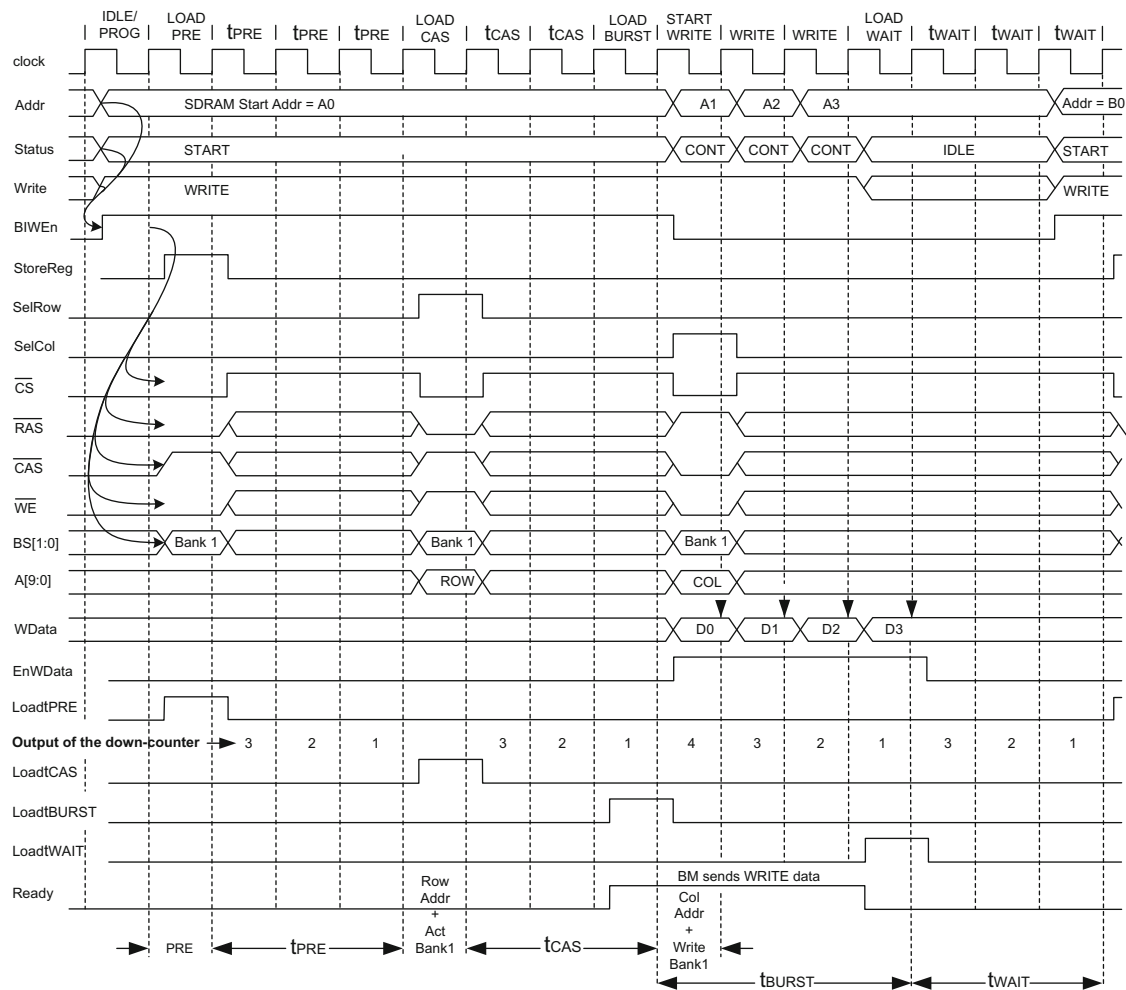 IDLE/ PROG LOAD PRE tPRE tPRE tPRE LOAD CAS tCAS tCAS LOAD BURST START WRITE WRITE WRITE LOAD WAIT tWAIT tWAIT tWAIT
clock
Addr SDRAM Start Addr = A0 A1 A2 A3 Addr = B0
Status START CONT CONT CONT IDLE START
Write WRITE WRITE
BIWEn
StoreReg
SelRow
SelCol
CS
RAS
CAS
WE
BS[1:0] Bank 1 Bank 1 Bank 1
A[9:0] ROW COL
WData D0 D1 D2 D3
EnWData
LoadtPRE
Output of the down-counter 3 2 1 3 2 1 4 3 2 1 3 2 1
LoadtCAS
LoadtBURST
LoadtWAIT
Ready BM sends WRITE data
Row Addr + Act Bank1
Col Addr + Write Bank1
PRE tPRE tCAS
tBURST tWAIT